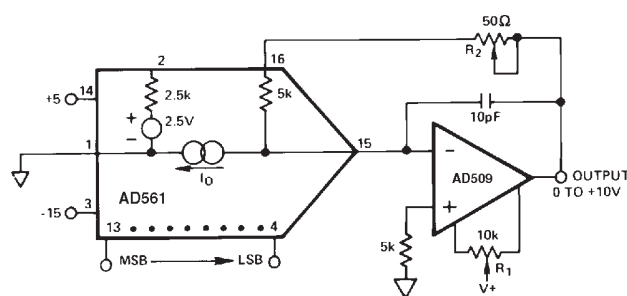 50Ω
R2
2
16
14
+5
2.5k
5k
+
2.5V
−
10pF
1
15
−
IO
AD561
AD509
OUTPUT
0 TO +10V
3
-15
+
13
4
5k
10k
MSB
LSB
R1
V+